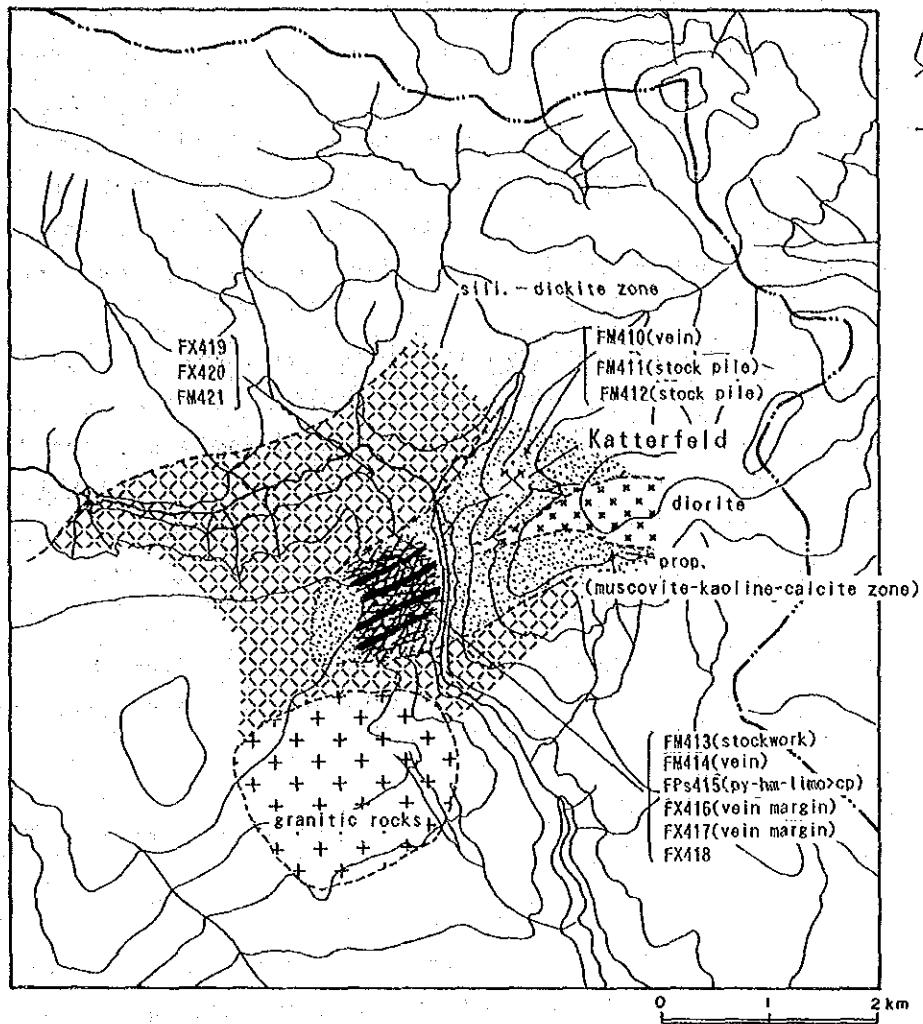 sili.-dickite zone
FX419
FX420
FM421
FM410(vein)
FM411(stock pile)
FM412(stock pile)
Katterfeld
diorite
prop.
(muscovite-kaoline-calcite zone)
granitic rocks
FM413(stockwork)
FM414(vein)
FPs415(py-hm-limo>cp)
FX416(vein margin)
FX417(vein margin)
FX418
0 1 2 km